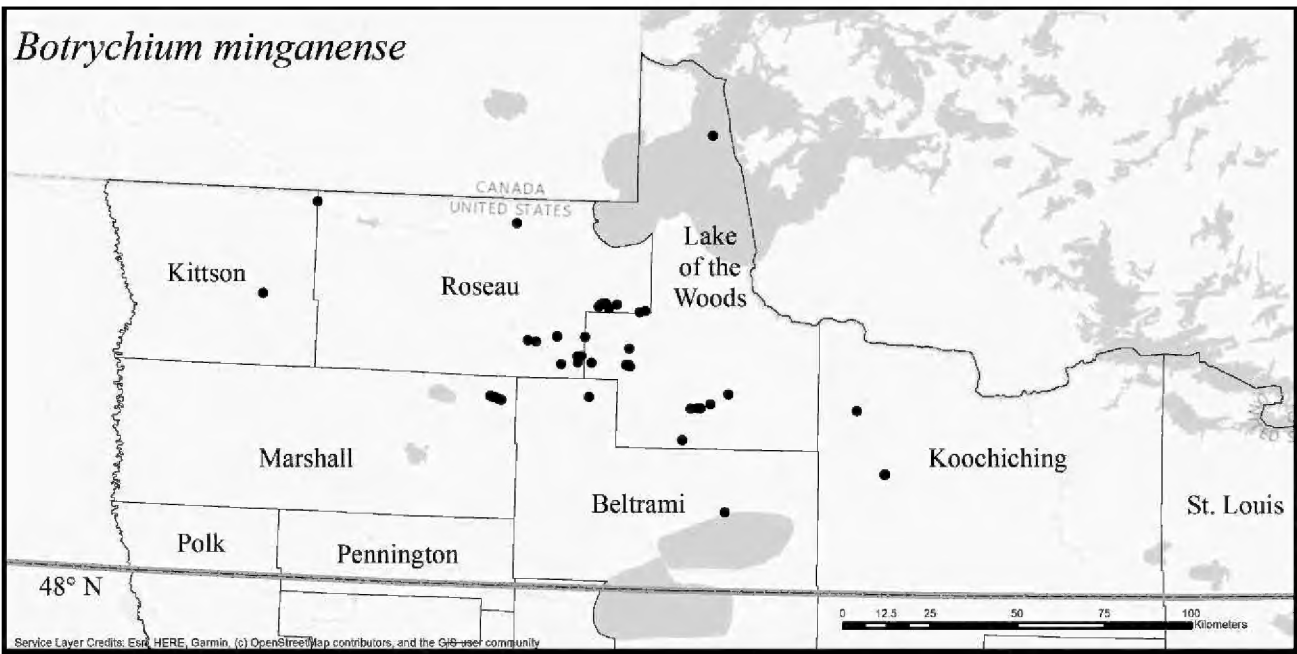 Botrychium minganense
CANADA
UNITED STATES
Lake
of the
Woods
Kittson
Roseau
Marshall
Koochiching
Beltrami
St. Louis
Polk
Pennington
48° N
0 12.5 25 50 75 100
Kilometers
Service Layer Credits: Esri, HERE, Garmin, (c) OpenStreetMap contributors, and the GIS user community